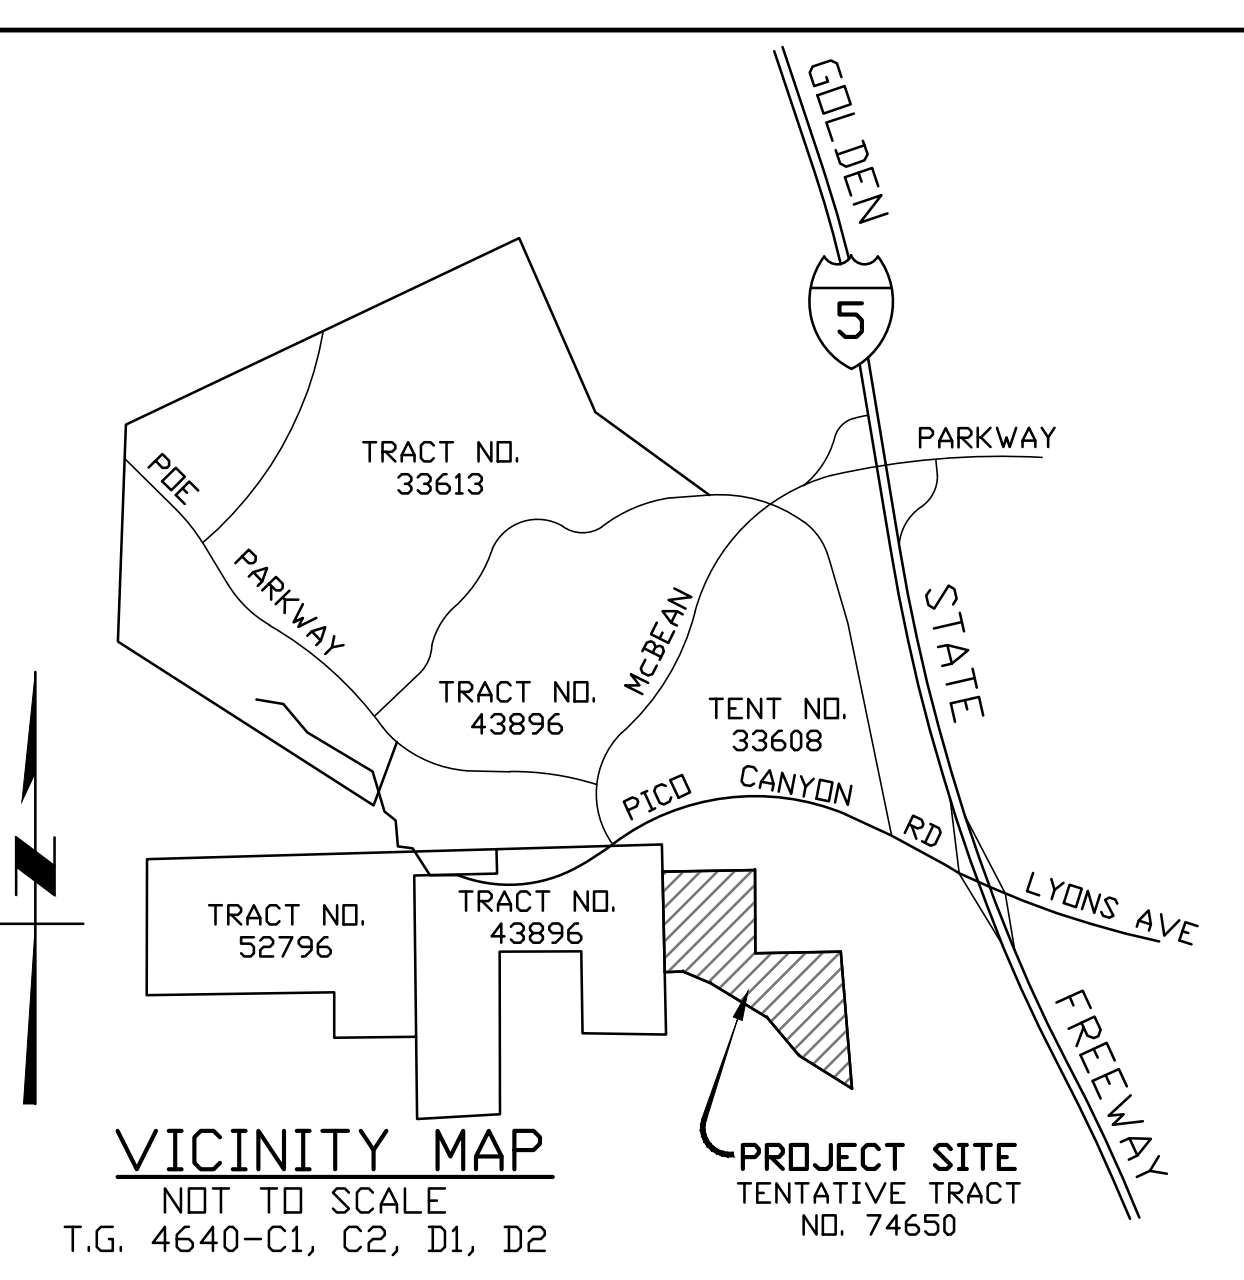 GOLDEN
5
PARKWAY
TRACT NO.
33613
POE
PARKWAY
McBEAN
STATE
TRACT NO.
43896
TENT NO.
33608
PICO CANYON RD
LYONS AVE
N
TRACT NO.
52796
TRACT NO.
43896
FREEWAY
VICINITY MAP
NOT TO SCALE
T.G. 4640-C1, C2, D1, D2
PROJECT SITE
TENTATIVE TRACT
NO. 74650